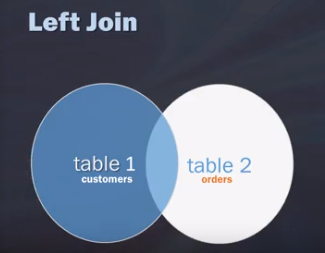 Left Join
table 1
customers
table 2
orders